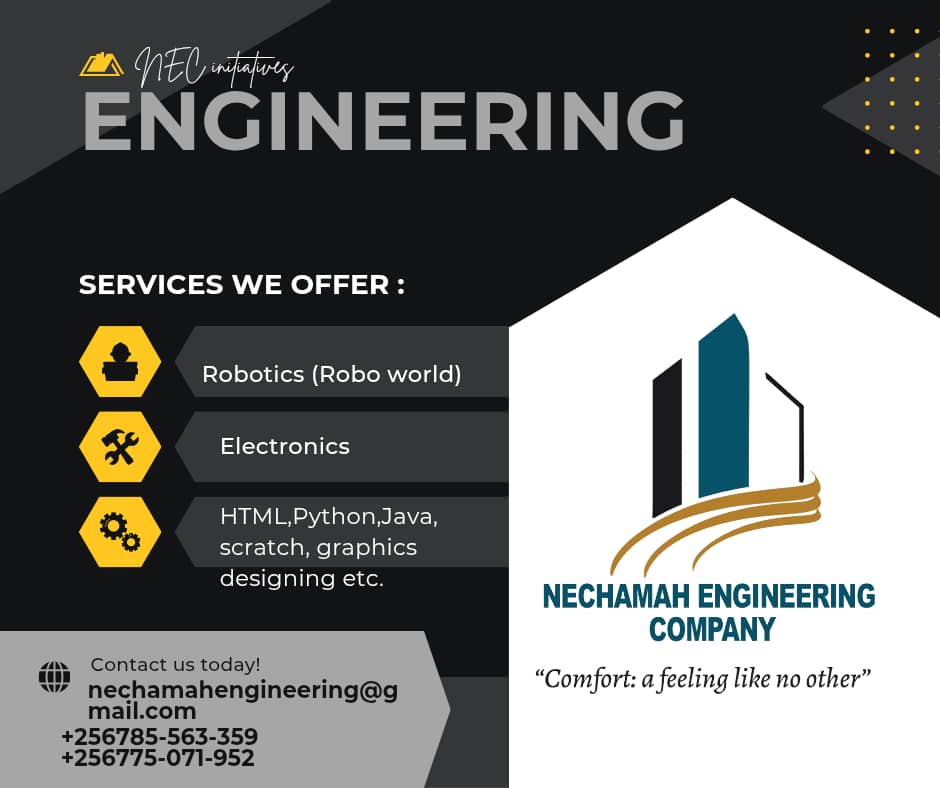 NEC initiatives
ENGINEERING
SERVICES WE OFFER :
Robotics (Robo world)
Electronics
HTML,Python,Java,
scratch, graphics
designing etc.
NECHAMAH ENGINEERING
COMPANY
“Comfort: a feeling like no other”
Contact us today!
nechamahengineering@g
mail.com
+256785-563-359
+256775-071-952